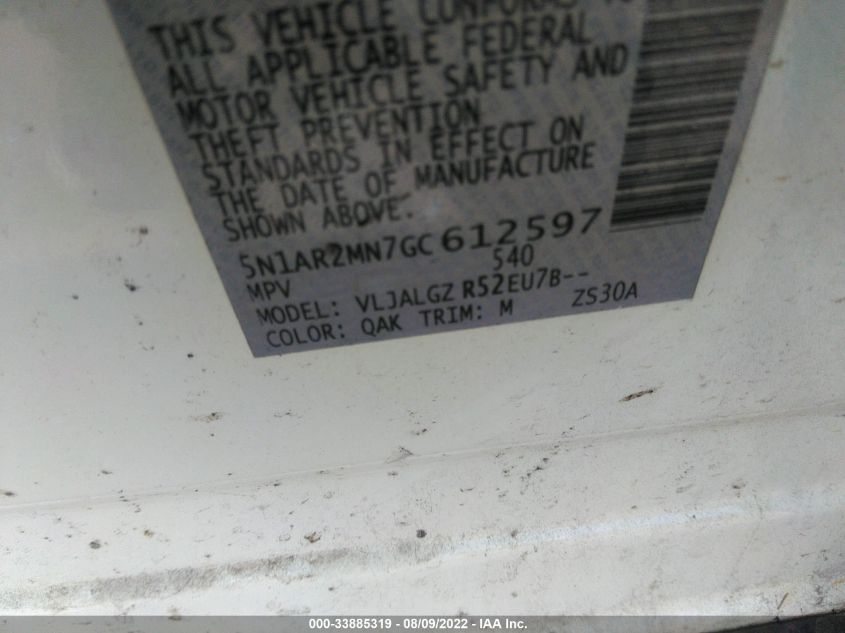 THIS VEHICLE CONFORMS TO
ALL APPLICABLE FEDERAL
MOTOR VEHICLE SAFETY AND
THEFT PREVENTION
STANDARDS IN EFFECT ON
THE DATE OF MANUFACTURE
SHOWN ABOVE.
5N1AR2MN7GC612597
MPV 540
MODEL: VLJALGZ R52EU7B--
COLOR: QAK TRIM: M ZS30A
000-33885319 - 08/09/2022 - IAA Inc.